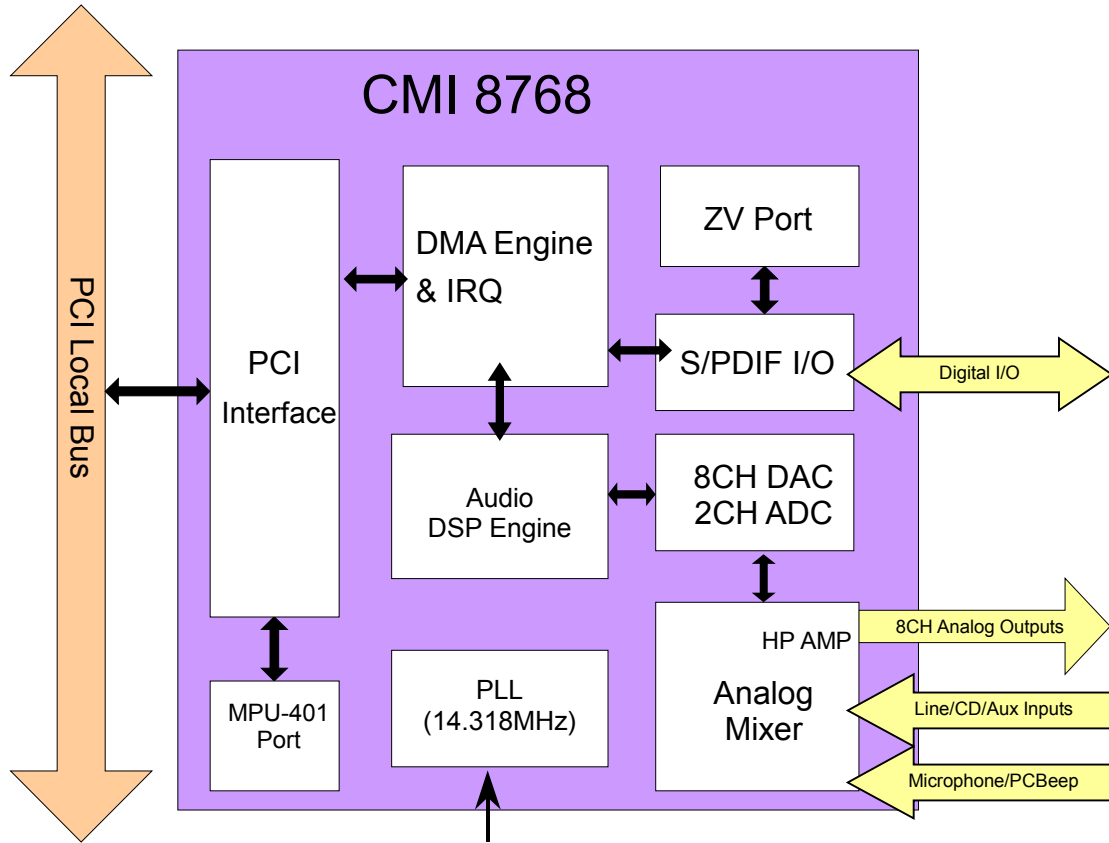 CMI 8768
PCI Local Bus
PCI
Interface
DMA Engine
& IRQ
ZV Port
S/PDIF I/O
Digital I/O
Audio
DSP Engine
8CH DAC
2CH ADC
HP AMP
Analog
Mixer
8CH Analog Outputs
Line/CD/Aux Inputs
Microphone/PCBeep
MPU-401
Port
PLL
(14.318MHz)